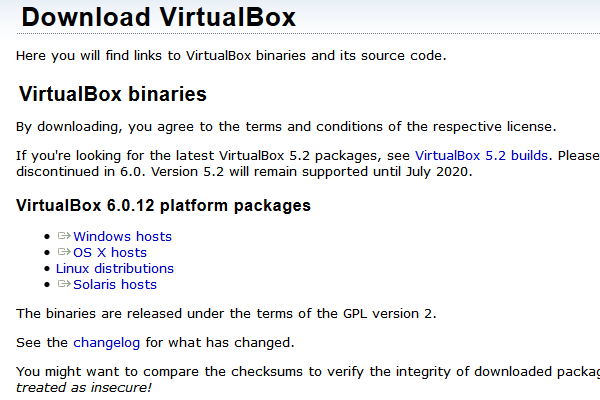 Download VirtualBox
Here you will find links to VirtualBox binaries and its source code.
VirtualBox binaries
By downloading, you agree to the terms and conditions of the respective license.
If you're looking for the latest VirtualBox 5.2 packages, see VirtualBox 5.2 builds. Please
discontinued in 6.0. Version 5.2 will remain supported until July 2020.
VirtualBox 6.0.12 platform packages
Windows hosts
OS X hosts
Linux distributions
Solaris hosts
The binaries are released under the terms of the GPL version 2.
See the changelog for what has changed.
You might want to compare the checksums to verify the integrity of downloaded packag
treated as insecure!